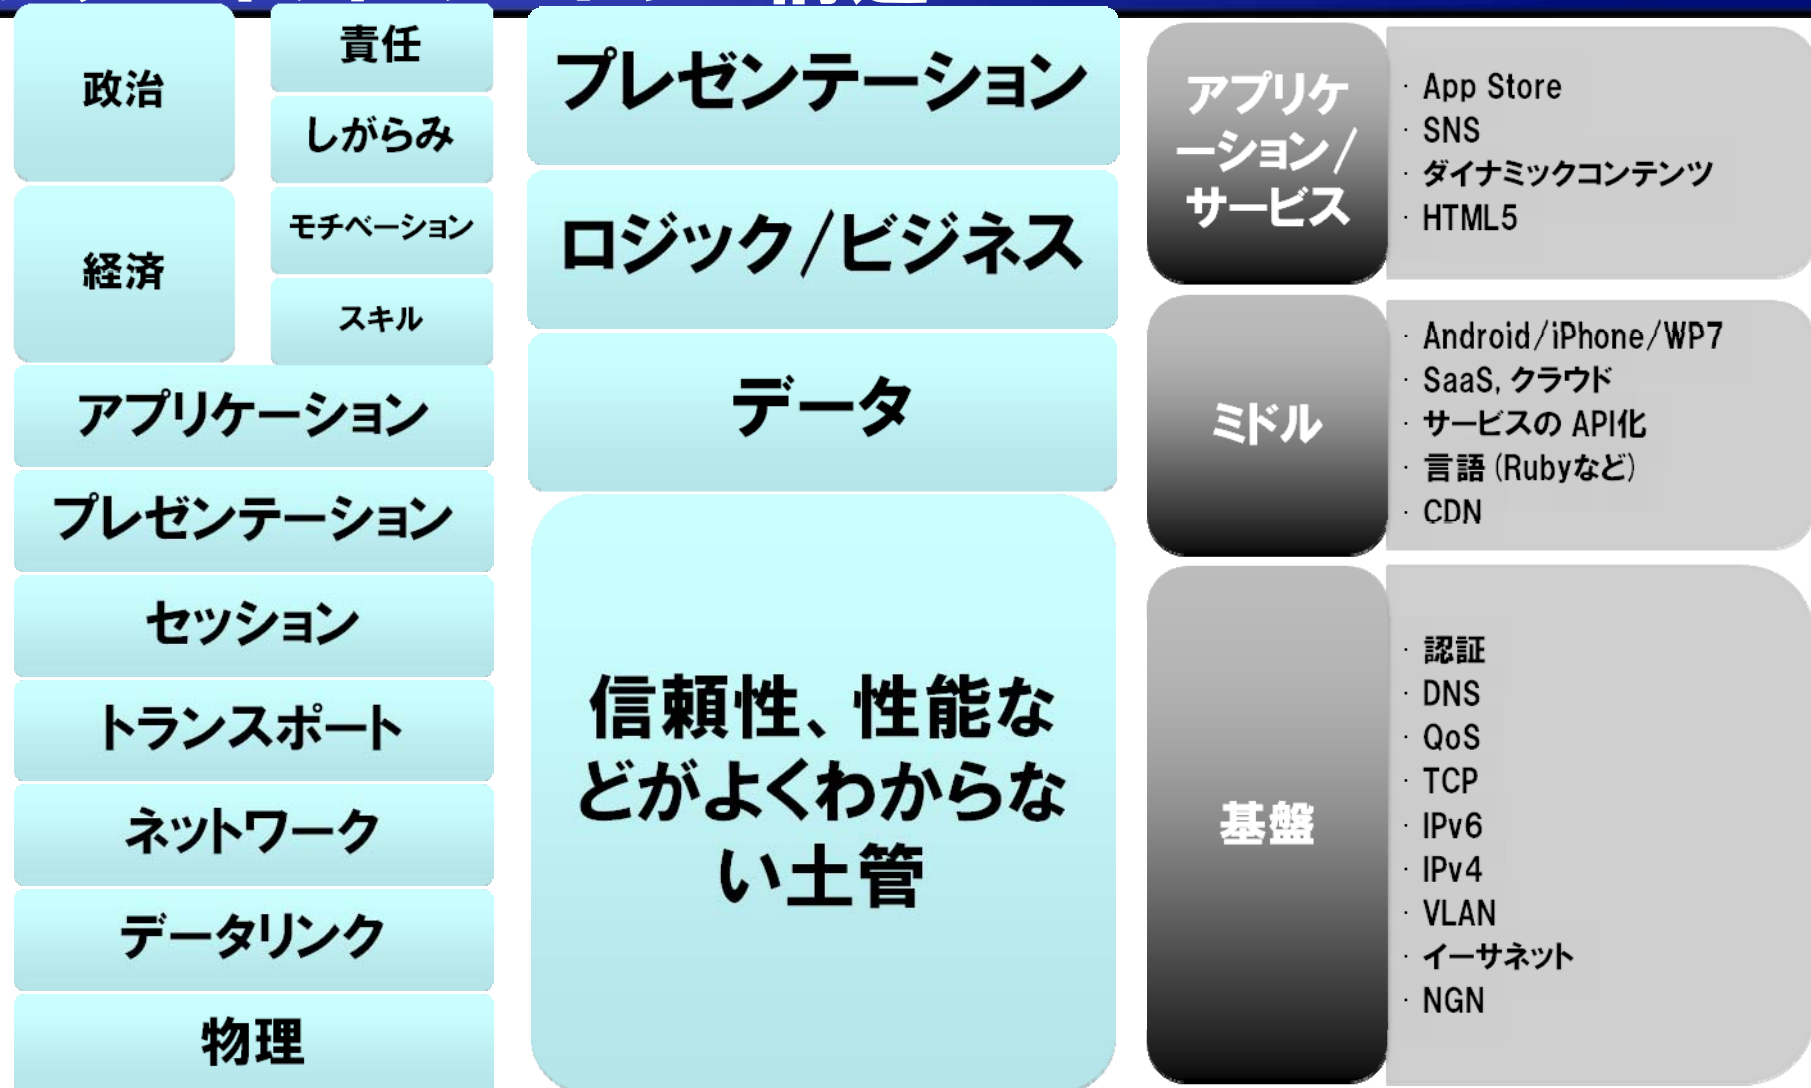 構造
政治
経済
責任
しがらみ
モチベーション
スキル
アプリケーション
プレゼンテーション
セッション
トランスポート
ネットワーク
データリンク
物理
プレゼンテーション
ロジック/ビジネス
データ
信頼性、性能な
どがよくわからな
い土管
アプリケ
ーション/
サービス
· App Store
· SNS
· ダイナミックコンテンツ
· HTML5
ミドル
· Android/iPhone/WP7
· SaaS, クラウド
· サービスの API化
· 言語 (Rubyなど)
· CDN
基盤
· 認証
· DNS
· QoS
· TCP
· IPv6
· IPv4
· VLAN
· イーサネット
· NGN